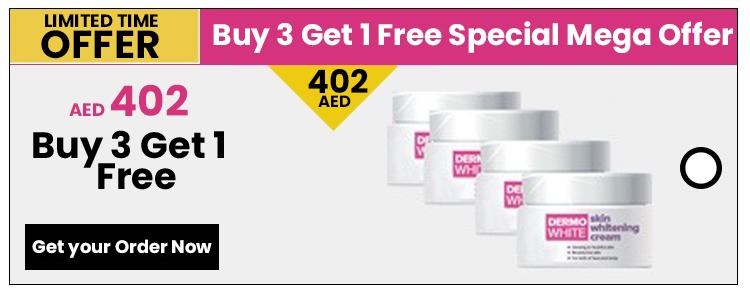 LIMITED TIME
OFFER
Buy 3 Get 1 Free Special Mega Offer
402
AED
AED 402
Buy 3 Get 1
Free
Get your Order Now
DERMO
WHITE
skin
whitening
cream